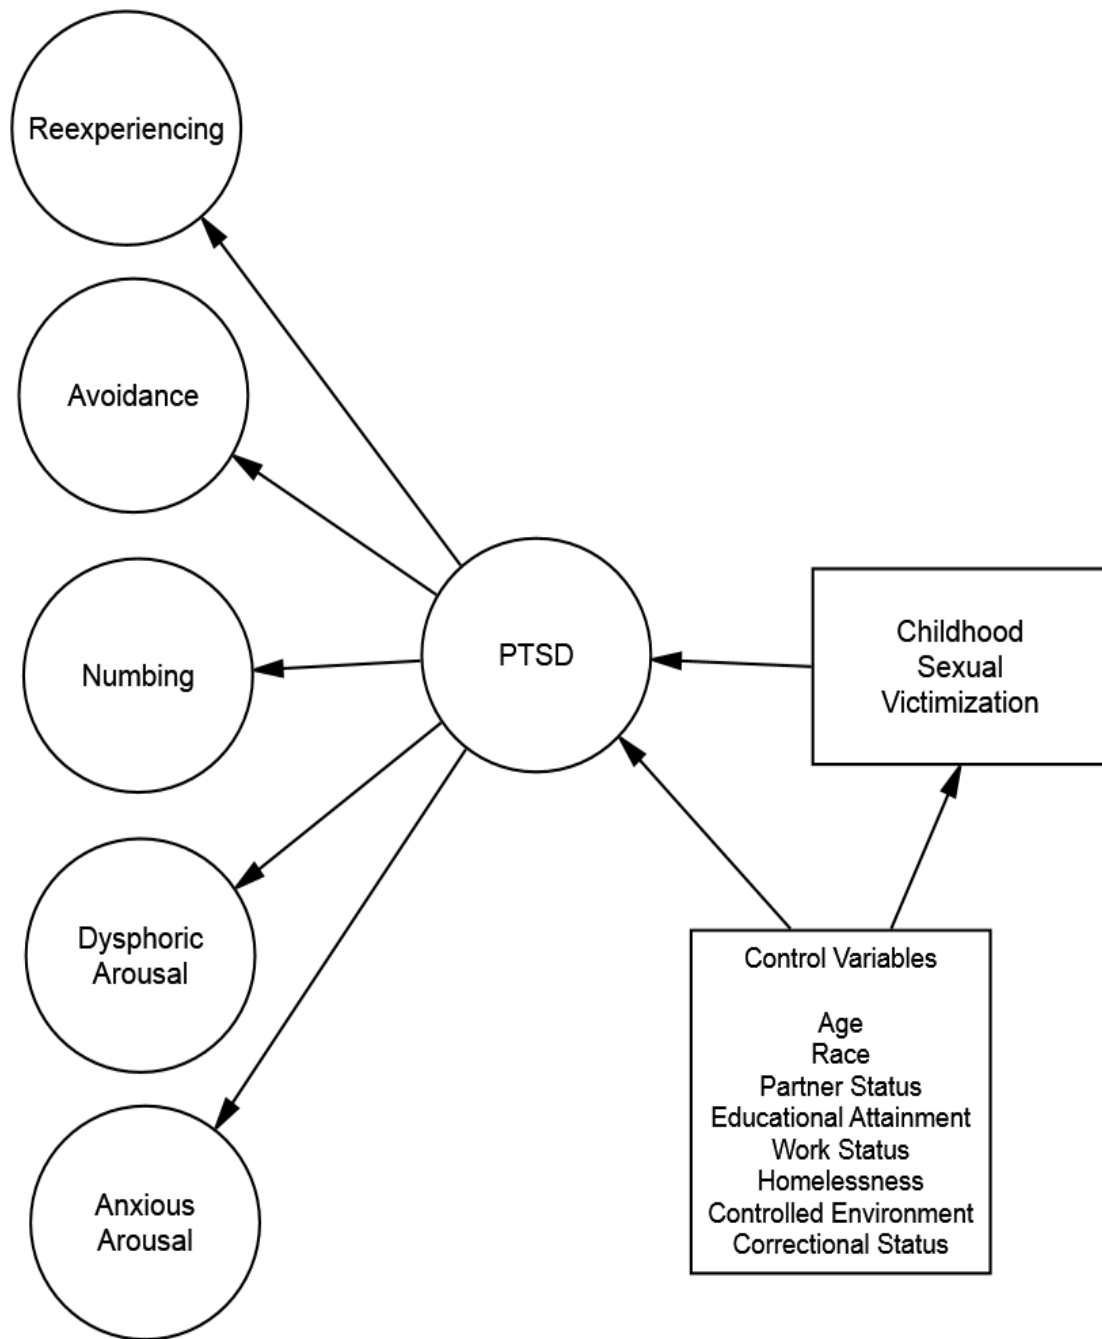 Reexperiencing
Avoidance
Numbing
Dysphoric
Arousal
Anxious
Arousal
PTSD
Childhood
Sexual
Victimization
Control Variables
Age
Race
Partner Status
Educational Attainment
Work Status
Homelessness
Controlled Environment
Correctional Status